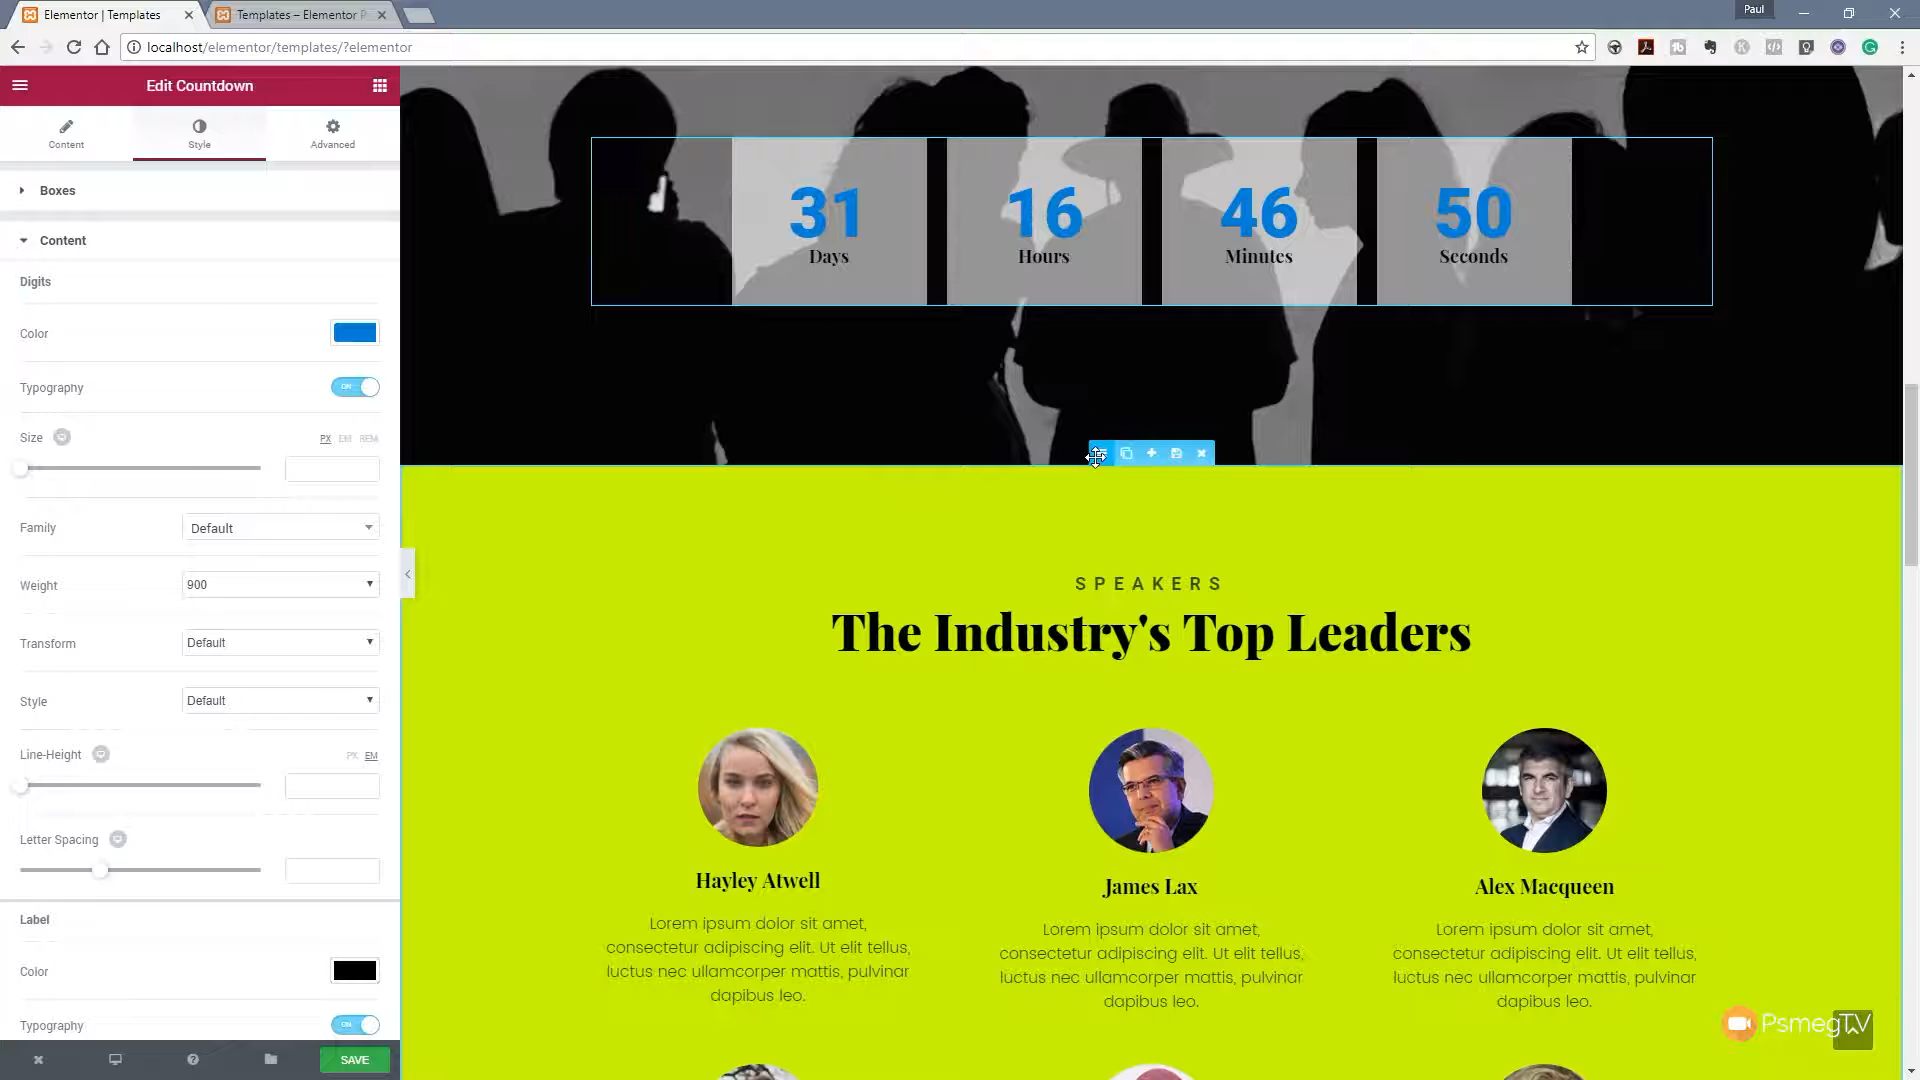 Elementor | Templates
Templates – Elementor P
Paul
localhost/elementor/templates/?elementor
Edit Countdown
Content
Style
Advanced
Boxes
Content
Digits
Color
Typography
ON
Size
PX EM REM
Family
Default
Weight
900
Transform
Default
Style
Default
Line-Height
PX EM
Letter Spacing
Label
Color
Typography
ON
SAVE
31
Days
16
Hours
46
Minutes
50
Seconds
SPEAKERS
The Industry's Top Leaders
Hayley Atwell
Lorem ipsum dolor sit amet,
consectetur adipiscing elit. Ut elit tellus,
luctus nec ullamcorper mattis, pulvinar
dapibus leo.
James Lax
Lorem ipsum dolor sit amet,
consectetur adipiscing elit. Ut elit tellus,
luctus nec ullamcorper mattis, pulvinar
dapibus leo.
Alex Macqueen
Lorem ipsum dolor sit amet,
consectetur adipiscing elit. Ut elit tellus,
luctus nec ullamcorper mattis, pulvinar
dapibus leo.
PsmegTV